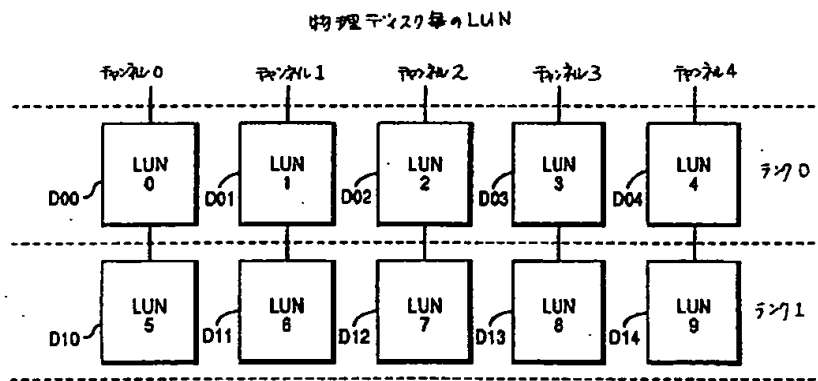 物理ディスク毎のLUN
チャンネル0 チャンネル1 チャンネル2 チャンネル3 チャンネル4
LUN 0 LUN 1 LUN 2 LUN 3 LUN 4 ランク0
D00 D01 D02 D03 D04
LUN 5 LUN 6 LUN 7 LUN 8 LUN 9 ランク1
D10 D11 D12 D13 D14